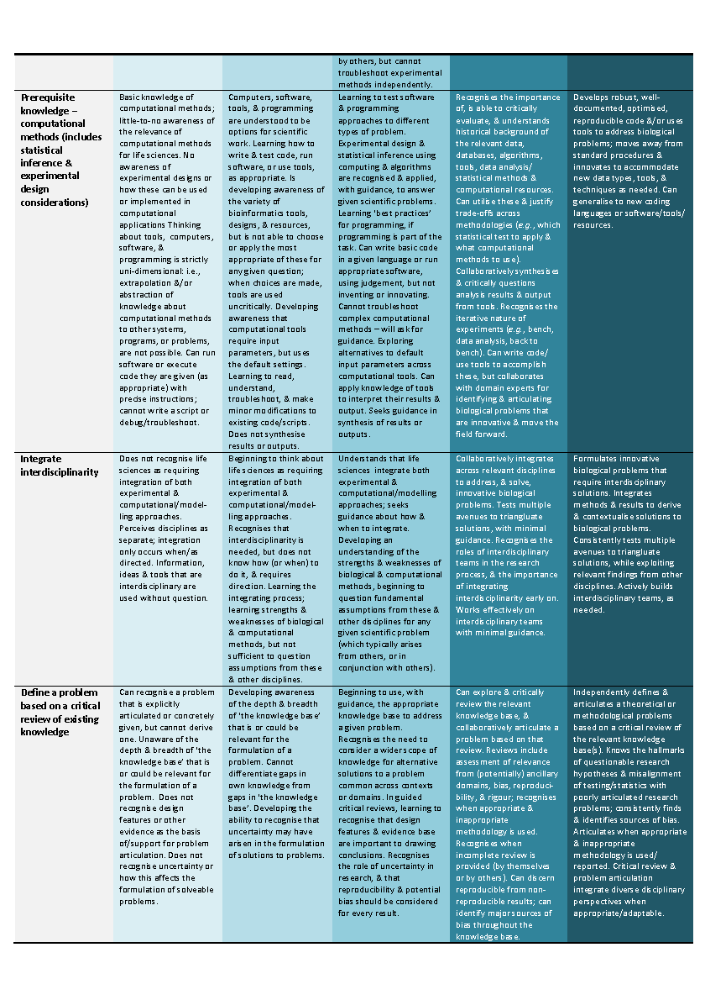 by others, but cannot
troubleshoot experimental
methods independently.
Prerequisite
knowledge –
computational
methods (includes
statistical
inference &
experimental
design
considerations)
Basic knowledge of
computational methods;
little-to-no awareness of
the relevance of
computational methods
for life sciences. No
awareness of
experimental designs or
how these can be used
or implemented in
computational
applications Thinking
about tools, computers,
software, &
programming is strictly
uni-dimensional: i.e.,
extrapolation &/or
abstraction of
knowledge about
computational methods
to other systems,
programs, or problems,
are not possible. Can run
software or execute
code they are given (as
appropriate) with
precise instructions;
cannot write a script or
debug/troubleshoot.
Computers, software,
tools, & programming
are understood to be
options for scientific
work. Learning how to
write & test code, run
software, or use tools,
as appropriate. Is
developing awareness of
the variety of
bioinformatics tools,
designs, & resources,
but is not able to choose
or apply the most
appropriate of these for
any given question;
when choices are made,
tools are used
uncritically. Developing
awareness that
computational tools
require input
parameters, but uses
the default settings.
Learning to read,
understand,
troubleshoot, & make
minor modifications to
existing code/scripts.
Does not synthesise
results or outputs.
Learning to test software
& programming
approaches to different
types of problem.
Experimental design &
statistical inference using
computing & algorithms
are recognised & applied,
with guidance, to answer
given scientific problems.
Learning ‘best practices’
for programming, if
programming is part of the
task. Can write basic code
in a given language or run
appropriate software,
using judgement, but not
inventing or innovating.
Cannot troubleshoot
complex computational
methods – will ask for
guidance. Exploring
alternatives to default
input parameters across
computational tools. Can
apply knowledge of tools
to interpret their results &
output. Seeks guidance in
synthesis of results or
outputs.
Recognises the importance
of, is able to critically
evaluate, & understands
historical background of
the relevant data,
databases, algorithms,
tools, data analysis/
statistical methods &
computational resources.
Can utilise these & justify
trade-offs across
methodologies (e.g., which
statistical test to apply &
what computational
methods to use).
Collaboratively synthesises
& critically questions
analysis results & output
from tools. Recognises the
iterative nature of
experiments (e.g., bench,
data analysis, back to
bench). Can write code/
use tools to accomplish
these, but collaborates
with domain experts for
identifying & articulating
biological problems that
are innovative & move the
field forward.
Develops robust, well-
documented, optimised,
reproducible code &/or uses
tools to address biological
problems; moves away from
standard procedures &
innovates to accommodate
new data types, tools, &
techniques as needed. Can
generalise to new coding
languages or software/tools/
resources.
Integrate
interdisciplinarity
Does not recognise life
sciences as requiring
integration of both
experimental &
computational/model-
ling approaches.
Perceives disciplines as
separate; integration
only occurs when/as
directed. Information,
ideas & tools that are
interdisciplinary are
used without question.
Beginning to think about
life sciences as requiring
integration of both
experimental &
computational/model-
ling approaches.
Recognises that
interdisciplinarity is
needed, but does not
know how (or when) to
do it, & requires
direction. Learning the
integrating process;
learning strengths &
weaknesses of biological
& computational
methods, but not
sufficient to question
assumptions from these
& other disciplines.
Understands that life
sciences integrate both
experimental &
computational/modelling
approaches; seeks
guidance about how &
when to integrate.
Developing an
understanding of the
strengths & weaknesses of
biological & computational
methods, beginning to
question fundamental
assumptions from these &
other disciplines for any
given scientific problem
(which typically arises
from others, or in
conjunction with others).
Collaboratively integrates
across relevant disciplines
to address, & solve,
innovative biological
problems. Tests multiple
avenues to triangluate
solutions, with minimal
guidance. Recognises the
roles of interdisciplinary
teams in the research
process, & the importance
of integrating
interdisciplinarity early on.
Works effectively on
interdisciplinary teams
with minimal guidance.
Formulates innovative
biological problems that
require interdisciplinary
solutions. Integrates
methods & results to derive
& contextualise solutions to
biological problems.
Consistently tests multiple
avenues to triangluate
solutions, while exploiting
relevant findings from other
disciplines. Actively builds
interdisciplinary teams, as
needed.
Define a problem
based on a critical
review of existing
knowledge
Can recognise a problem
that is explicitly
articulated or concretely
given, but cannot derive
one. Unaware of the
depth & breadth of ‘the
knowledge base’ that is
or could be relevant for
the formulation of a
problem. Does not
recognise design
features or other
evidence as the basis
of/support for problem
articulation. Does not
recognise uncertainty or
how this affects the
formulation of solveable
problems.
Developing awareness
of the depth & breadth
of ‘the knowledge base’
that is or could be
relevant for the
formulation of a
problem. Cannot
differentiate gaps in
own knowledge from
gaps in ‘the knowledge
base’. Developing the
ability to recognise that
uncertainty may have
arisen in the formulation
of solutions to problems.
Beginning to use, with
guidance, the appropriate
knowledge base to address
a given problem.
Recognises the need to
consider a wider scope of
knowledge for alternative
solutions to a problem
common across contexts
or domains. In guided
critical reviews, learning to
recognise that design
features & evidence base
are important to drawing
conclusions. Recognises
the role of uncertainty in
research, & that
reproducibility & potential
bias should be considered
for every result.
Can explore & critically
review the relevant
knowledge base, &
collaboratively articulate a
problem based on that
review. Reviews include
assessment of relevance
from (potentially) ancillary
domains, bias, reproduci-
bility, & rigour; recognises
when appropriate &
inappropriate
methodology is used.
Recognises when
incomplete review is
provided (by themselves
or by others). Can discern
reproducible from non-
reproducible results; can
identify major sources of
bias throughout the
knowledge base.
Independently defines &
articulates a theoretical or
methodological problems
based on a critical review of
the relevant knowledge
base(s). Knows the hallmarks
of questionable research
hypotheses & misalignment
of testing/statistics with
poorly articulated research
problems; consistently finds
& identifies sources of bias.
Articulates when appropriate
& inappropriate
methodology is used/
reported. Critical review &
problem articulation
integrate diverse disciplinary
perspectives when
appropriate/adaptable.